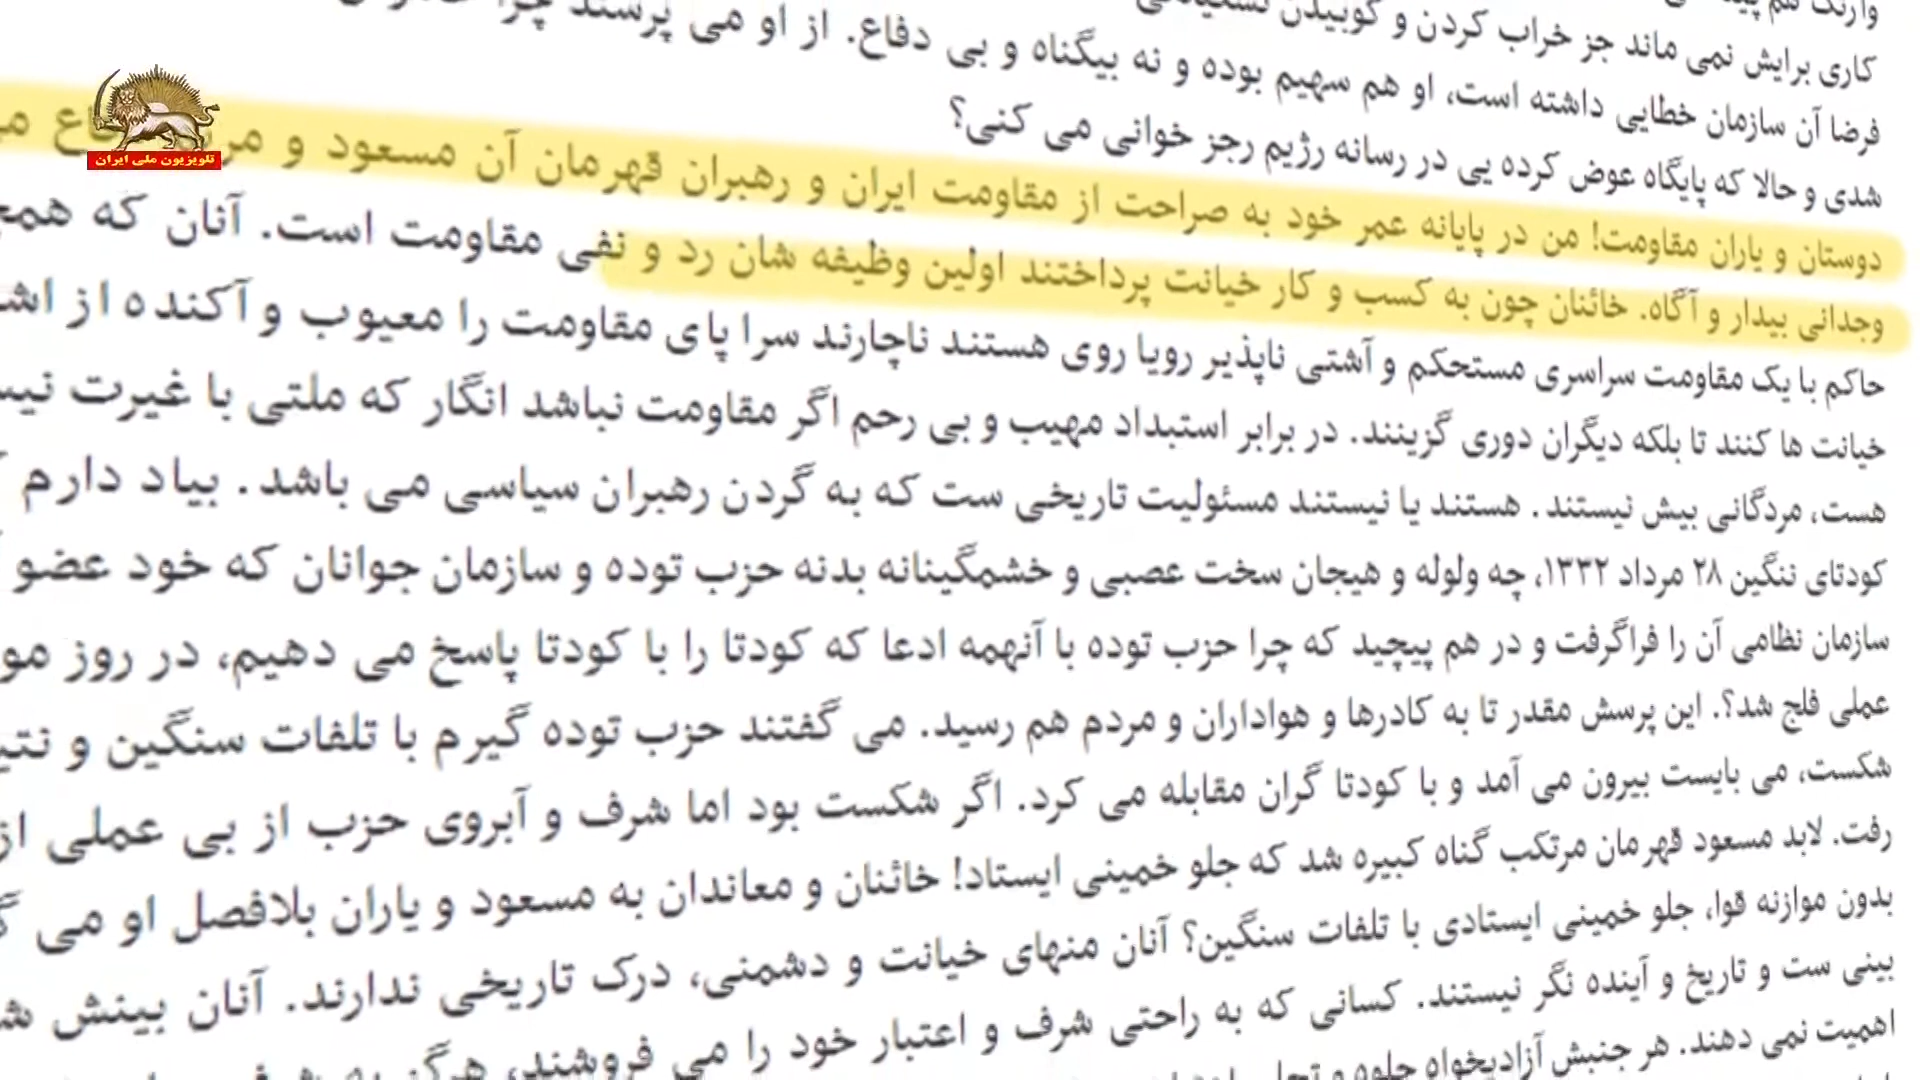 وارنگ هم
کاری برایش نمی ماند جز خراب کردن و کوبیدن
فرضا آن سازمان خطایی داشته است، او هم سهیم بوده و نه بیگناه و بی دفاع. از او می پرسند چرا
شدی و حالا که پایگاه عوض کرده یی در رسانه رژیم رجز خوانی می کنی؟
دوستان و یاران مقاومت! من در پایانه عمر خود به صراحت از مقاومت ایران و رهبران قهرمان آن مسعود و
وجدانی بیدار و آگاه. خائنان چون به کسب و کار خیانت پرداختند اولین وظیفه شان رد و نفی مقاومت است. آنان که
حاکم با یک مقاومت سراسری مستحکم و آشتی ناپذیر رویا روی هستند ناچارند سرا پای مقاومت را معیوب و آکنده از
خیانت ها کنند تا بلکه دیگران دوری گزینند. در برابر استبداد مهیب و بی رحم اگر مقاومت نباشد انگار که ملتی با غیرت
هست، مردگانی بیش نیستند. هستند یا نیستند مسئولیت تاریخی ست که به گردن رهبران سیاسی می باشد. بیاد دارم
کودتای ننگین ۲۸ مرداد ۱۳۳۲، چه ولوله و هیجان سخت عصبی و خشمگینانه بدنه حزب توده و سازمان جوانان که خود عضو
سازمان نظامی آن را فراگرفت و در هم پیچید که چرا حزب توده با آنهمه ادعا که کودتا را با کودتا پاسخ می دهیم، در روز
عملی فلج شد؟. این پرسش مقدر تا به کادرها و هواداران و مردم هم رسید. می گفتند حزب توده گیرم با تلفات سنگین و
شکست، می بایست بیرون می آمد و با کودتا گران مقابله می کرد. اگر شکست بود اما شرف و آبروی حزب از بی عملی از
رفت. لابد مسعود قهرمان مرتکب گناه کبیره شد که جلو خمینی ایستاد! خائنان و معاندان به مسعود و یاران بلافصل او می
بدون موازنه قوا، جلو خمینی ایستادی با تلفات سنگین؟ آنان منهای خیانت و دشمنی، درک تاریخی ندارند. آنان بینش
بینی ست و تاریخ و آینده نگر نیستند. کسانی که به راحتی شرف و اعتبار خود را می فروشند، هرگز به
اهمیت نمی دهند. هر جنبش آزادیخواه جلوه و
تلویزیون ملی ایران